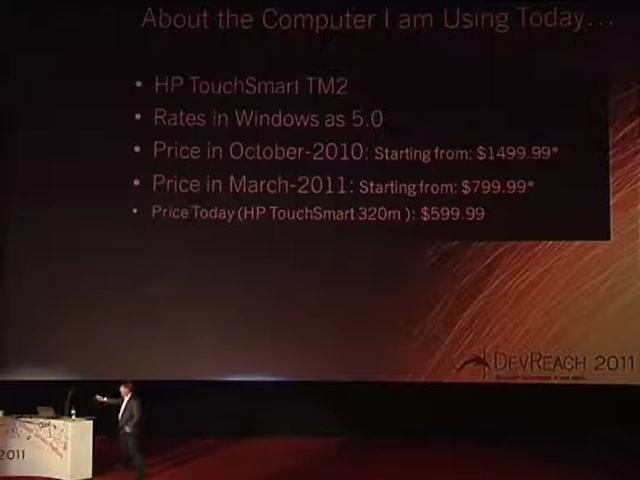 About the Computer I am Using Today...
• HP TouchSmart TM2
• Rates in Windows as 5.0
• Price in October-2010: Starting from: $1499.99*
• Price in March-2011: Starting from: $799.99*
• Price Today (HP TouchSmart 320m ): $599.99
DEVREACH 2011
2011